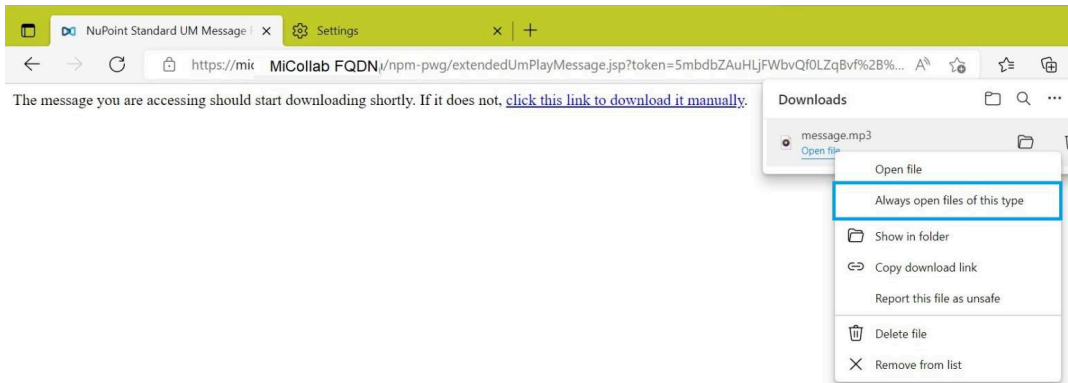 NuPoint Standard UM Message
Settings
https://mic MiCollab FQDN /npm-pwg/extendedUmPlayMessage.jsp?token=5mbdbZAuHLjFWbvQf0LZqBvf%2B%...
The message you are accessing should start downloading shortly. If it does not, click this link to download it manually.
Downloads
message.mp3
Open file
Open file
Always open files of this type
Show in folder
Copy download link
Report this file as unsafe
Delete file
Remove from list